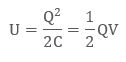 U = Q²/2C = 1/2 QV